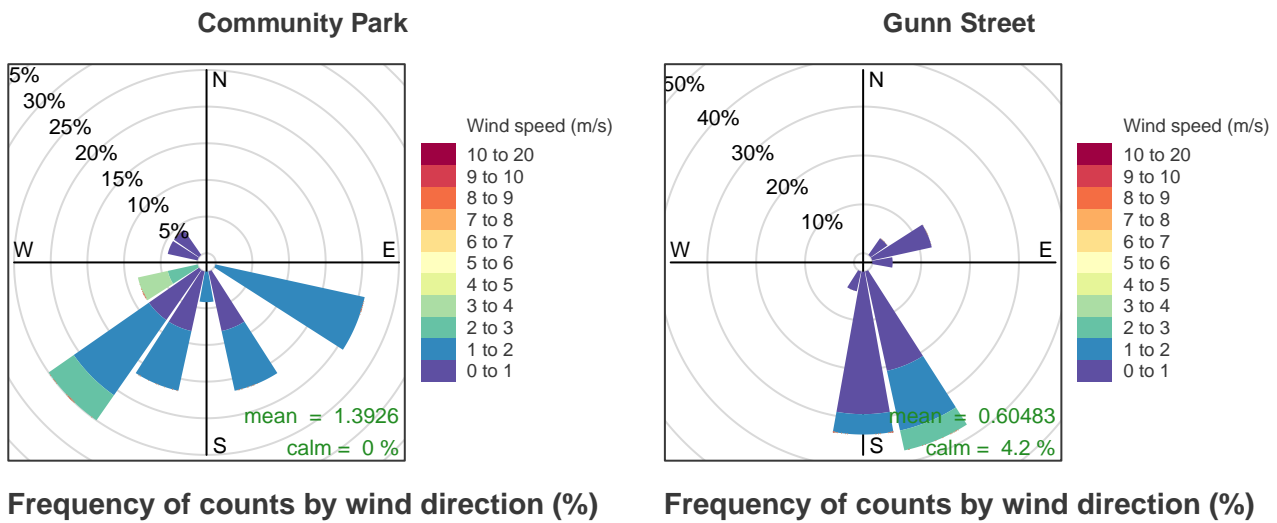 Community Park
5%
30%
25%
20%
15%
10%
5%
N
W
E
S
mean = 1.3926
calm = 0 %
Wind speed (m/s)
10 to 20
9 to 10
8 to 9
7 to 8
6 to 7
5 to 6
4 to 5
3 to 4
2 to 3
1 to 2
0 to 1
Frequency of counts by wind direction (%)
Gunn Street
50%
40%
30%
20%
10%
N
W
E
S
mean = 0.60483
calm = 4.2 %
Wind speed (m/s)
10 to 20
9 to 10
8 to 9
7 to 8
6 to 7
5 to 6
4 to 5
3 to 4
2 to 3
1 to 2
0 to 1
Frequency of counts by wind direction (%)